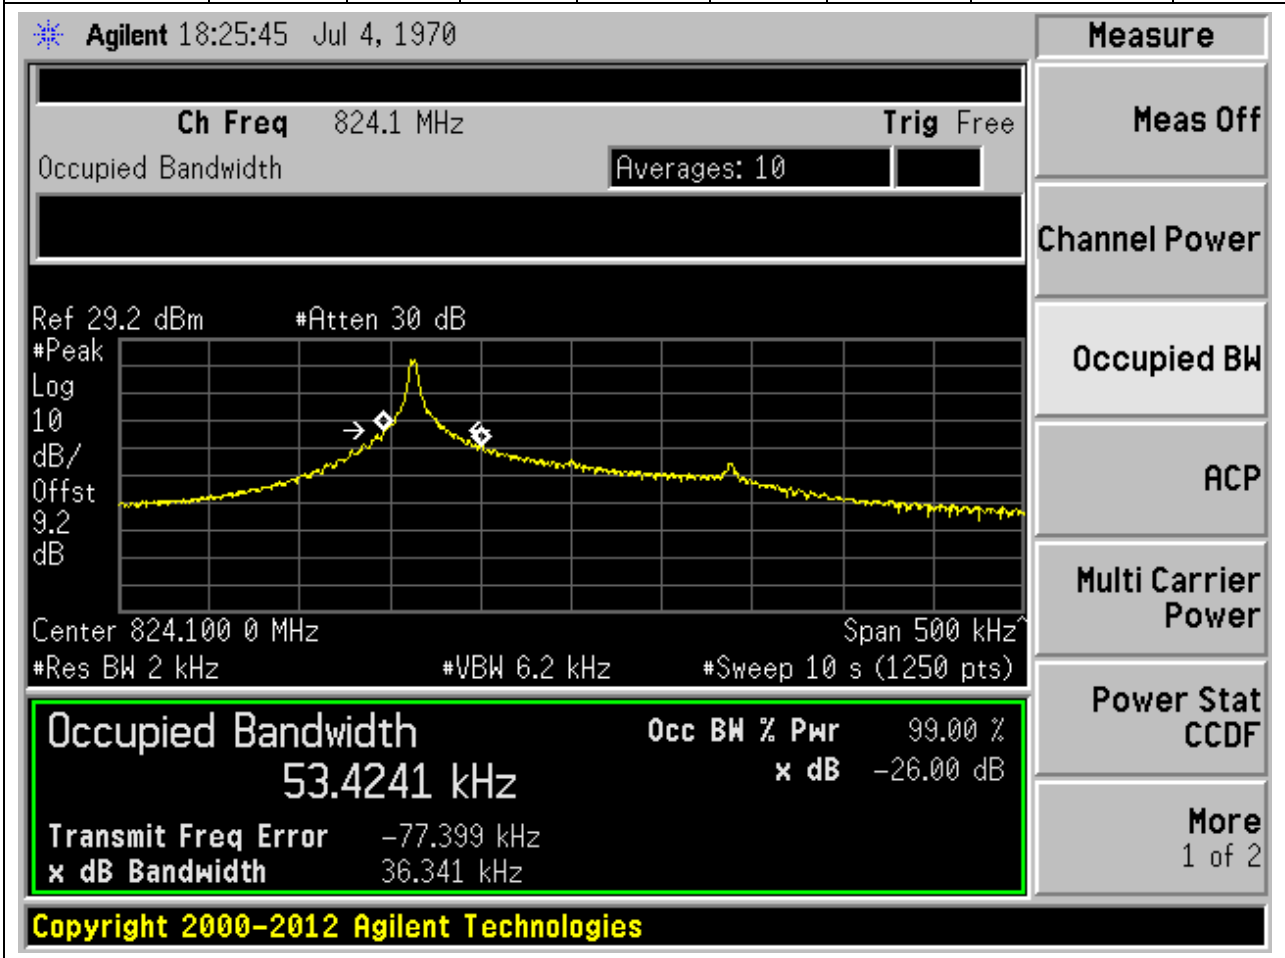 Agilent 18:25:45 Jul 4, 1970
Measure
Ch Freq 824.1 MHz Trig Free
Occupied Bandwidth Averages: 10
Meas Off
Channel Power
Occupied BW
ACP
Multi Carrier
Power
Power Stat
CCDF
More
1 of 2
Ref 29.2 dBm #Atten 30 dB
#Peak
Log
10
dB/
Offst
9.2
dB
Center 824.100 0 MHz Span 500 kHz^
#Res BW 2 kHz #VBW 6.2 kHz #Sweep 10 s (1250 pts)
Occupied Bandwidth Occ BW % Pwr 99.00 %
53.4241 kHz x dB -26.00 dB
Transmit Freq Error -77.399 kHz
x dB Bandwidth 36.341 kHz
Copyright 2000-2012 Agilent Technologies